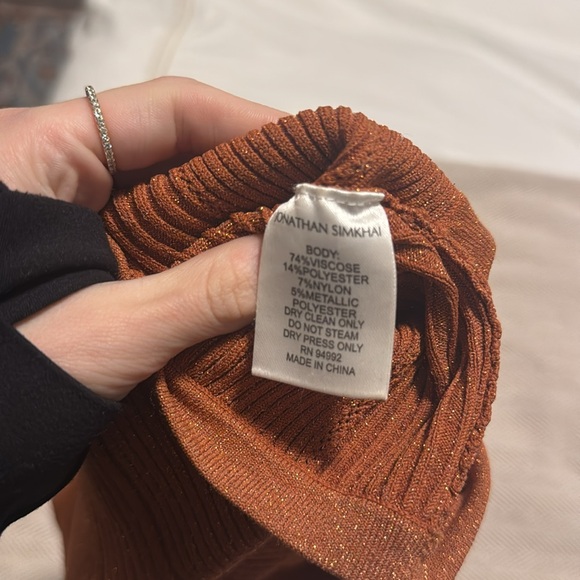 JONATHAN SIMKHAI
BODY:
74%VISCOSE
14%POLYESTER
7%NYLON
5%METALLIC
POLYESTER
DRY CLEAN ONLY
DO NOT STEAM
DRY PRESS ONLY
RN 94992
MADE IN CHINA